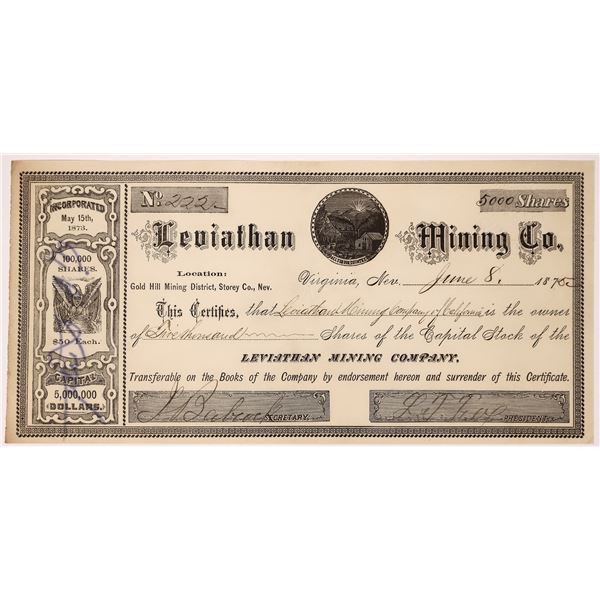 INCORPORATED
May 15th,
1873.
100,000
SHARES.
$50 Each.
CAPITAL
5,000,000
DOLLARS.
No. 222
5000 Shares
Leviathan Mining Co.
Location:
Gold Hill Mining District, Storey Co., Nev.
Virginia, Nev. June 8, 1875
This Certifies, that Leviathan Mining Company of California is the owner
of Five thousand Shares of the Capital Stock of the
LEVIATHAN MINING COMPANY,
Transferable on the Books of the Company by endorsement hereon and surrender of this Certificate.
Babcock SECRETARY.
PRESIDENT.